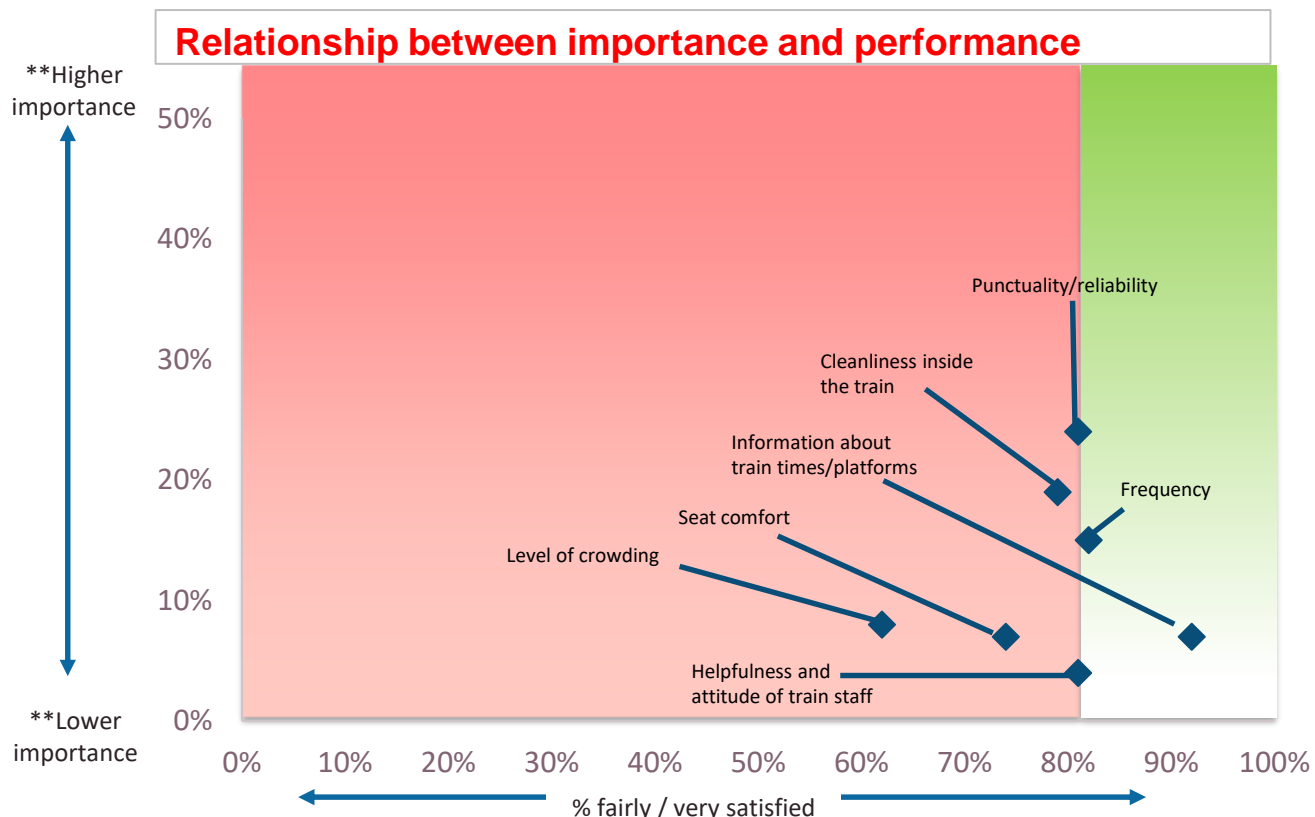 Relationship between importance and performance
**Higher
importance
50%
40%
30%
20%
10%
0%
**Lower
importance
Punctuality/reliability
Cleanliness inside
the train
Information about
train times/platforms
Frequency
Seat comfort
Level of crowding
Helpfulness and
attitude of train staff
0% 10% 20% 30% 40% 50% 60% 70% 80% 90% 100%
% fairly / very satisfied